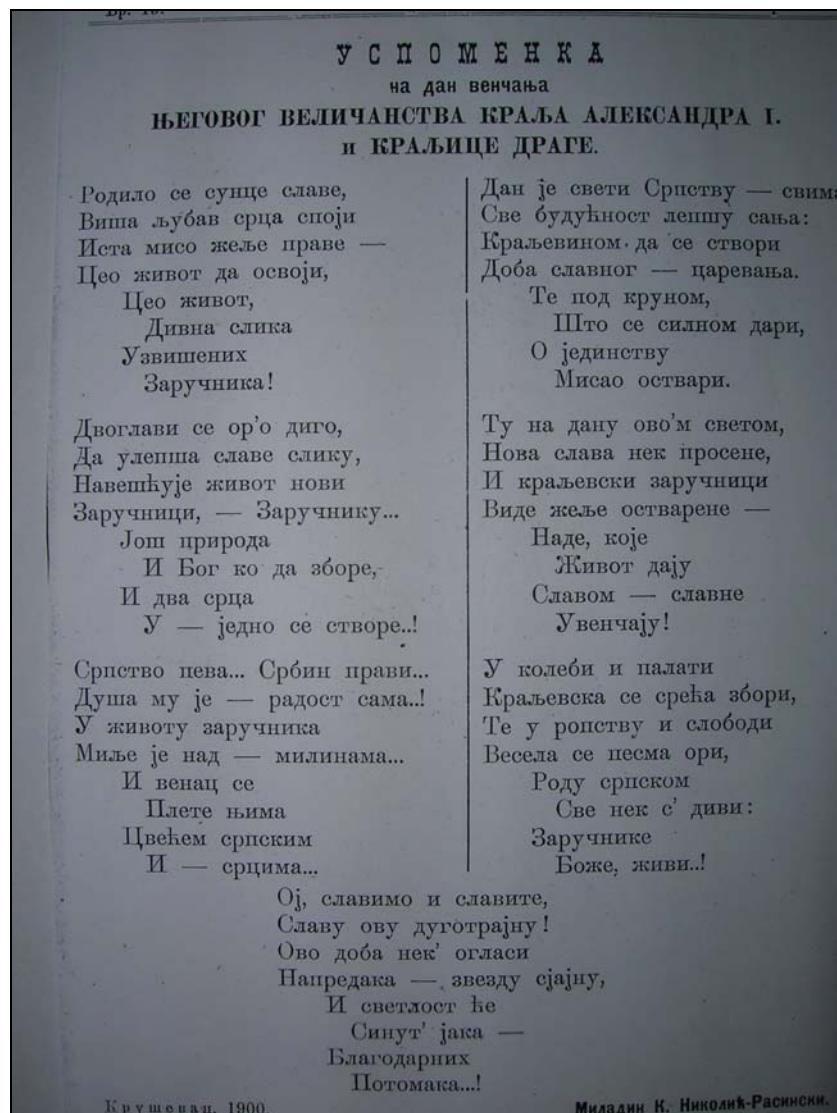 Бр. 19.
УСПОМЕНКА
на дан венчања
ЊЕГОВОГ ВЕЛИЧАНСТВА КРАЉА АЛЕКСАНДРА I.
и КРАЉИЦЕ ДРАГЕ.
Родило се сунце славе,
Виша љубав срца споји
Иста мисо жеље праве —
Цео живот да освоји,
Цео живот,
Дивна слика
Узвишених
Заручника!
Двоглави се ор’о диго,
Да улепша славе слику,
Навешћује живот нови
Заручници, — Заручнику...
Још природа
И Бог ко да зборе,
И два срца
У — једно се створе..!
Српство пева... Србин прави...
Душа му је — радост сама..!
У животу заручника
Миље је над — милинама...
И венац се
Плете њима
Цвећем српским
И — срцима...
Дан је свети Српству — свима
Све будућност лепшу сања:
Краљевином да се створи
Доба славног — царевања.
Те под круном,
Што се силном дари,
О јединству
Мисао оствари.
Ту на дану ово’м светом,
Нова слава нек просене,
И краљевски заручници
Виде жеље остварене —
Наде, које
Живот дају
Славом — славне
Увенчају!
У колеби и палати
Краљевска се срећа збори,
Те у ропству и слободи
Весела се песма ори,
Роду српском
Све нек с’ диви:
Заручнике
Боже, живи..!
Ој, славимо и славите,
Славу ову дуготрајну!
Ово доба нек’ огласи
Напредака — звезду сјајну,
И светлост ће
Синут’ јака —
Благодарних
Потомака...!
Крушевац, 1900.
Миладин К. Николић-Расински.